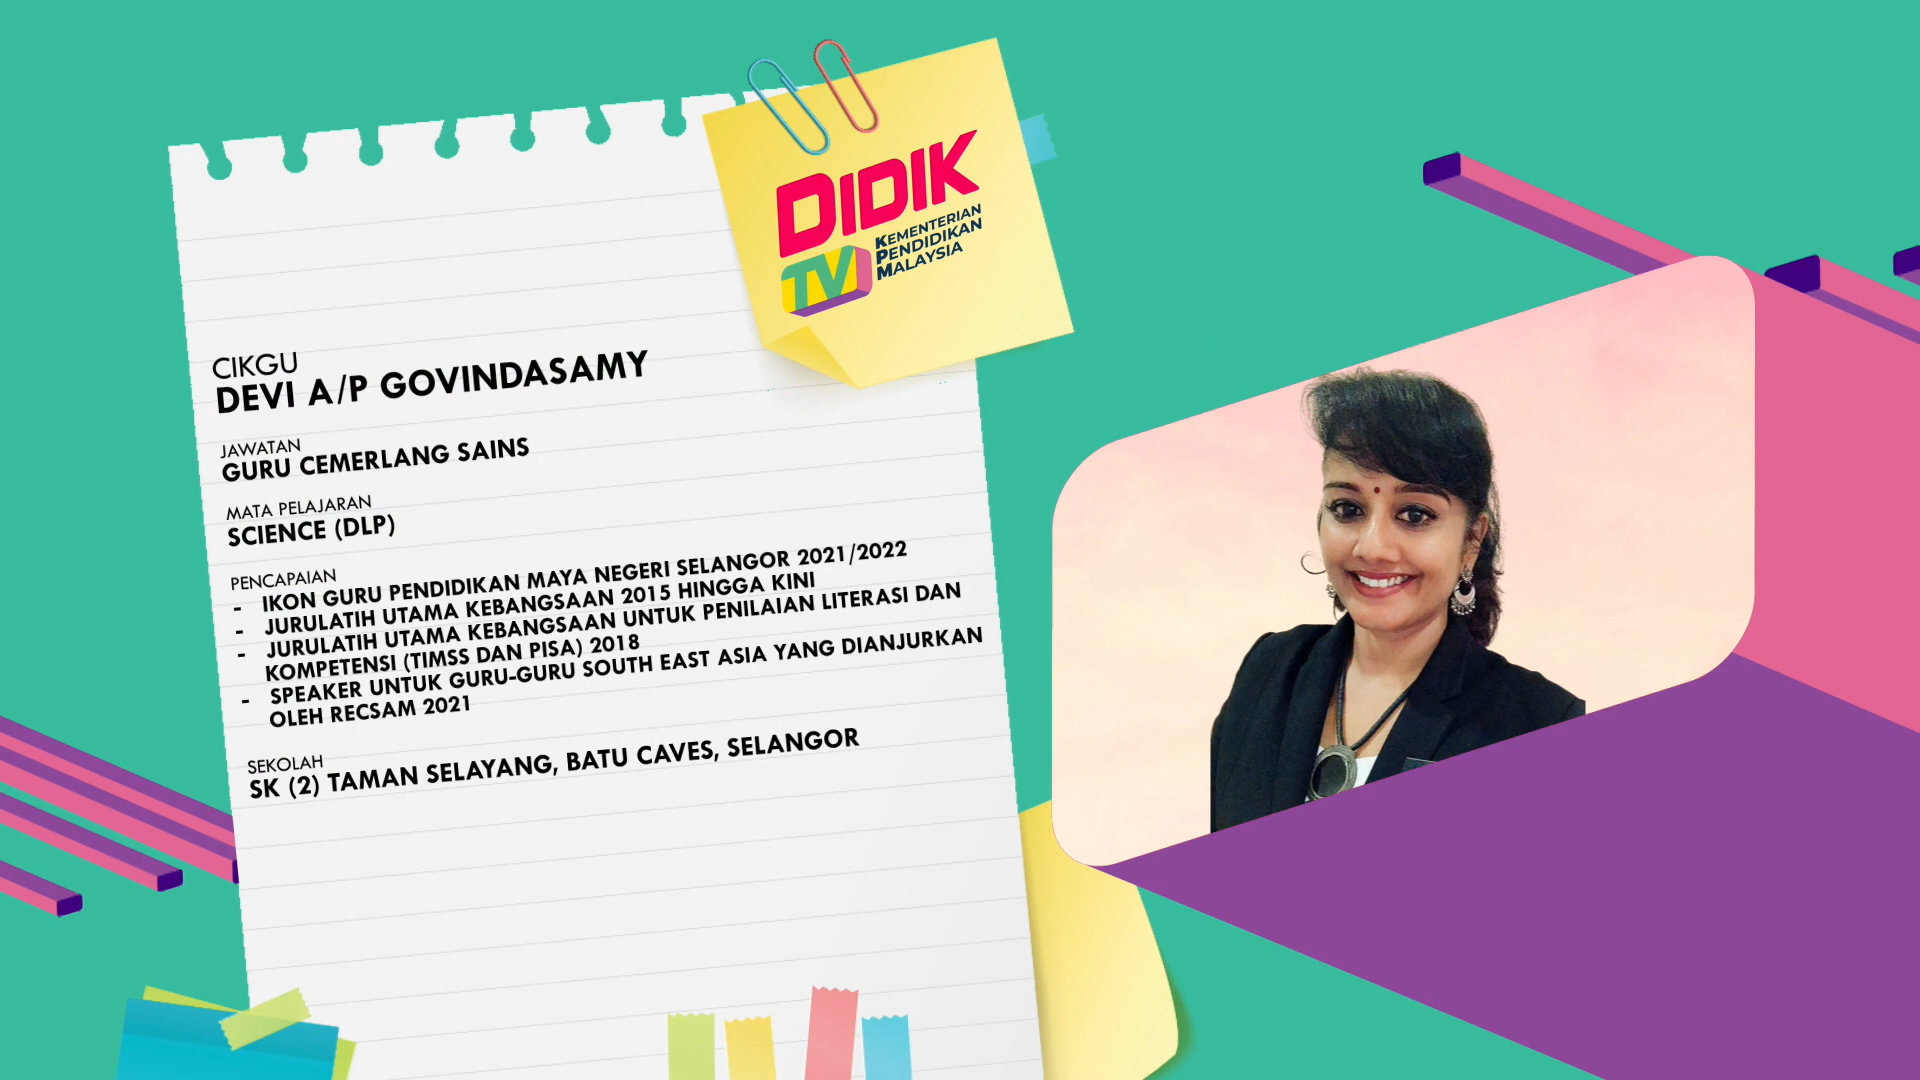 DIDIK
TV
KEMENTERIAN
PENDIDIKAN
MALAYSIA
CIKGU
DEVI A/P GOVINDASAMY
JAWATAN
GURU CEMERLANG SAINS
MATA PELAJARAN
SCIENCE (DLP)
PENCAPAIAN
- IKON GURU PENDIDIKAN MAYA NEGERI SELANGOR 2021/2022
- JURULATIH UTAMA KEBANGSAAN 2015 HINGGA KINI
- JURULATIH UTAMA KEBANGSAAN UNTUK PENILAIAN LITERASI DAN
KOMPETENSI (TIMSS DAN PISA) 2018
- SPEAKER UNTUK GURU-GURU SOUTH EAST ASIA YANG DIANJURKAN
OLEH RECSAM 2021
SEKOLAH
SK (2) TAMAN SELAYANG, BATU CAVES, SELANGOR